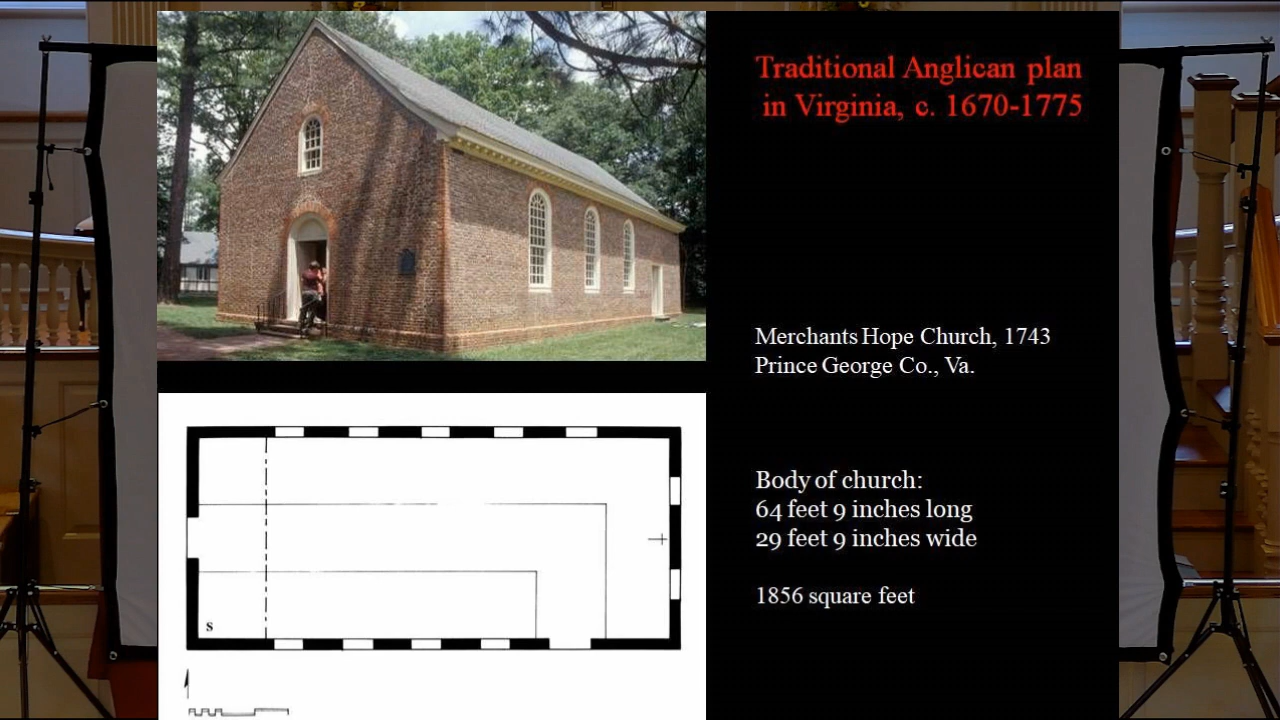 Traditional Anglican plan
in Virginia, c. 1670-1775
Merchants Hope Church, 1743
Prince George Co., Va.
Body of church:
64 feet 9 inches long
29 feet 9 inches wide
1856 square feet
s